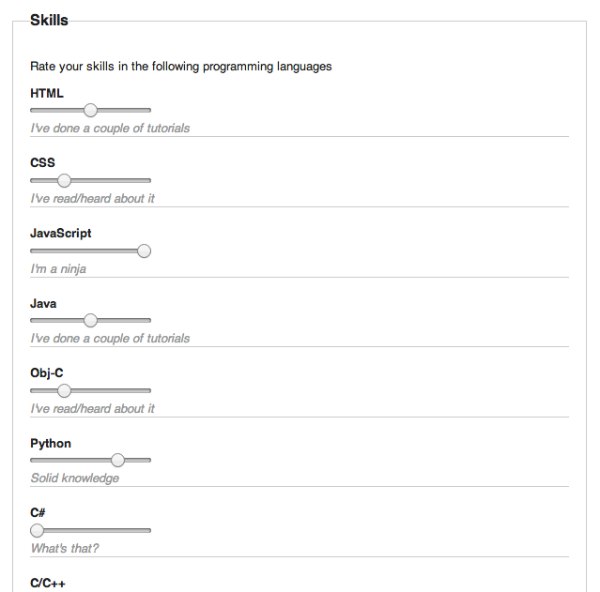 Skills
Rate your skills in the following programming languages
HTML
I've done a couple of tutorials
CSS
I've read/heard about it
JavaScript
I'm a ninja
Java
I've done a couple of tutorials
Obj-C
I've read/heard about it
Python
Solid knowledge
C#
What's that?
C/C++